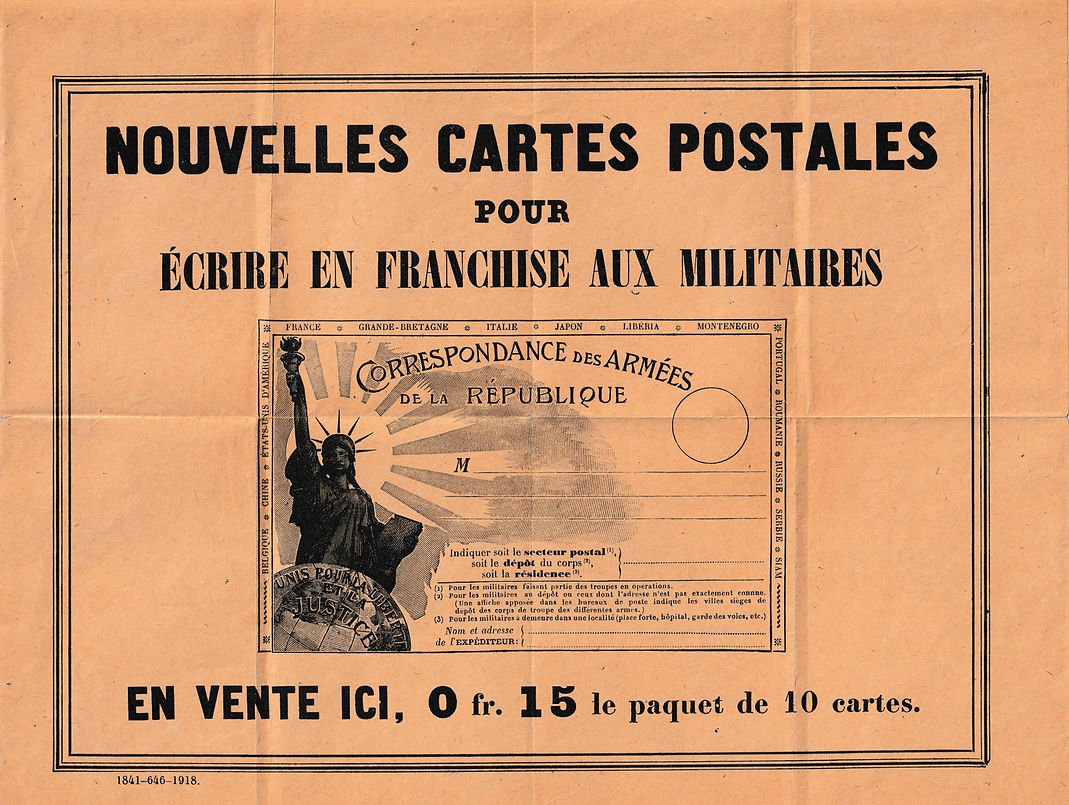 NOUVELLES CARTES POSTALES
POUR
ÉCRIRE EN FRANCHISE AUX MILITAIRES
FRANCE GRANDE-BRETAGNE ITALIE JAPON LIBÉRIA MONTENEGRO
BELGIQUE CHINE ÉTATS-UNIS D'AMÉRIQUE
PORTUGAL ROUMANIE RUSSIE SERBIE SIAM
CORRESPONDANCE DES ARMÉES
DE LA RÉPUBLIQUE
M
Indiquer soit le secteur postal (1),
soit le dépôt du corps (2),
soit la résidence (3).
UNIS POUR LA LIBERTÉ
ET LA
JUSTICE
(1) Pour les militaires faisant partie des troupes en opérations.
(2) Pour les militaires au dépôt ou ceux dont l'adresse n'est pas exactement connue.
(Une affiche apposée dans les bureaux de poste indique les villes sièges de
dépôt des corps de troupe des différentes armes.)
(3) Pour les militaires à demeure dans une localité (place forte, hôpital, garde des voies, etc.)
Nom et adresse
de l'EXPÉDITEUR:
EN VENTE ICI, 0 fr. 15 le paquet de 10 cartes.
1841-646-1918.